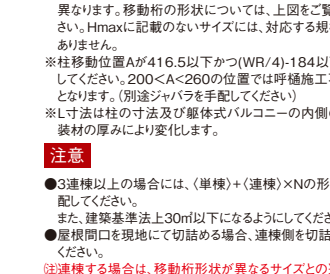 異なります。移動桁の形状については、上図をご覧
さい。Hmaxに記載のないサイズには、対応する規
ありません。
※柱移動位置Aが416.5以下かつ(WR/4)-184以
してください。200<A<260の位置では呼樋施工
となります。(別途ジャバラを手配してください)
※L寸法は柱の寸法及び躯体式バルコニーの内側の
装材の厚みにより変化します。
注意
●3連棟以上の場合には、〈単棟〉+〈連棟〉×Nの形
配してください。
また、建築基準法上30㎡以下になるようにしてくださ
●屋根間口を現地にて切詰める場合、連棟側を切詰
ください。
㊟連棟する場合は、移動桁形状が異なるサイズとの